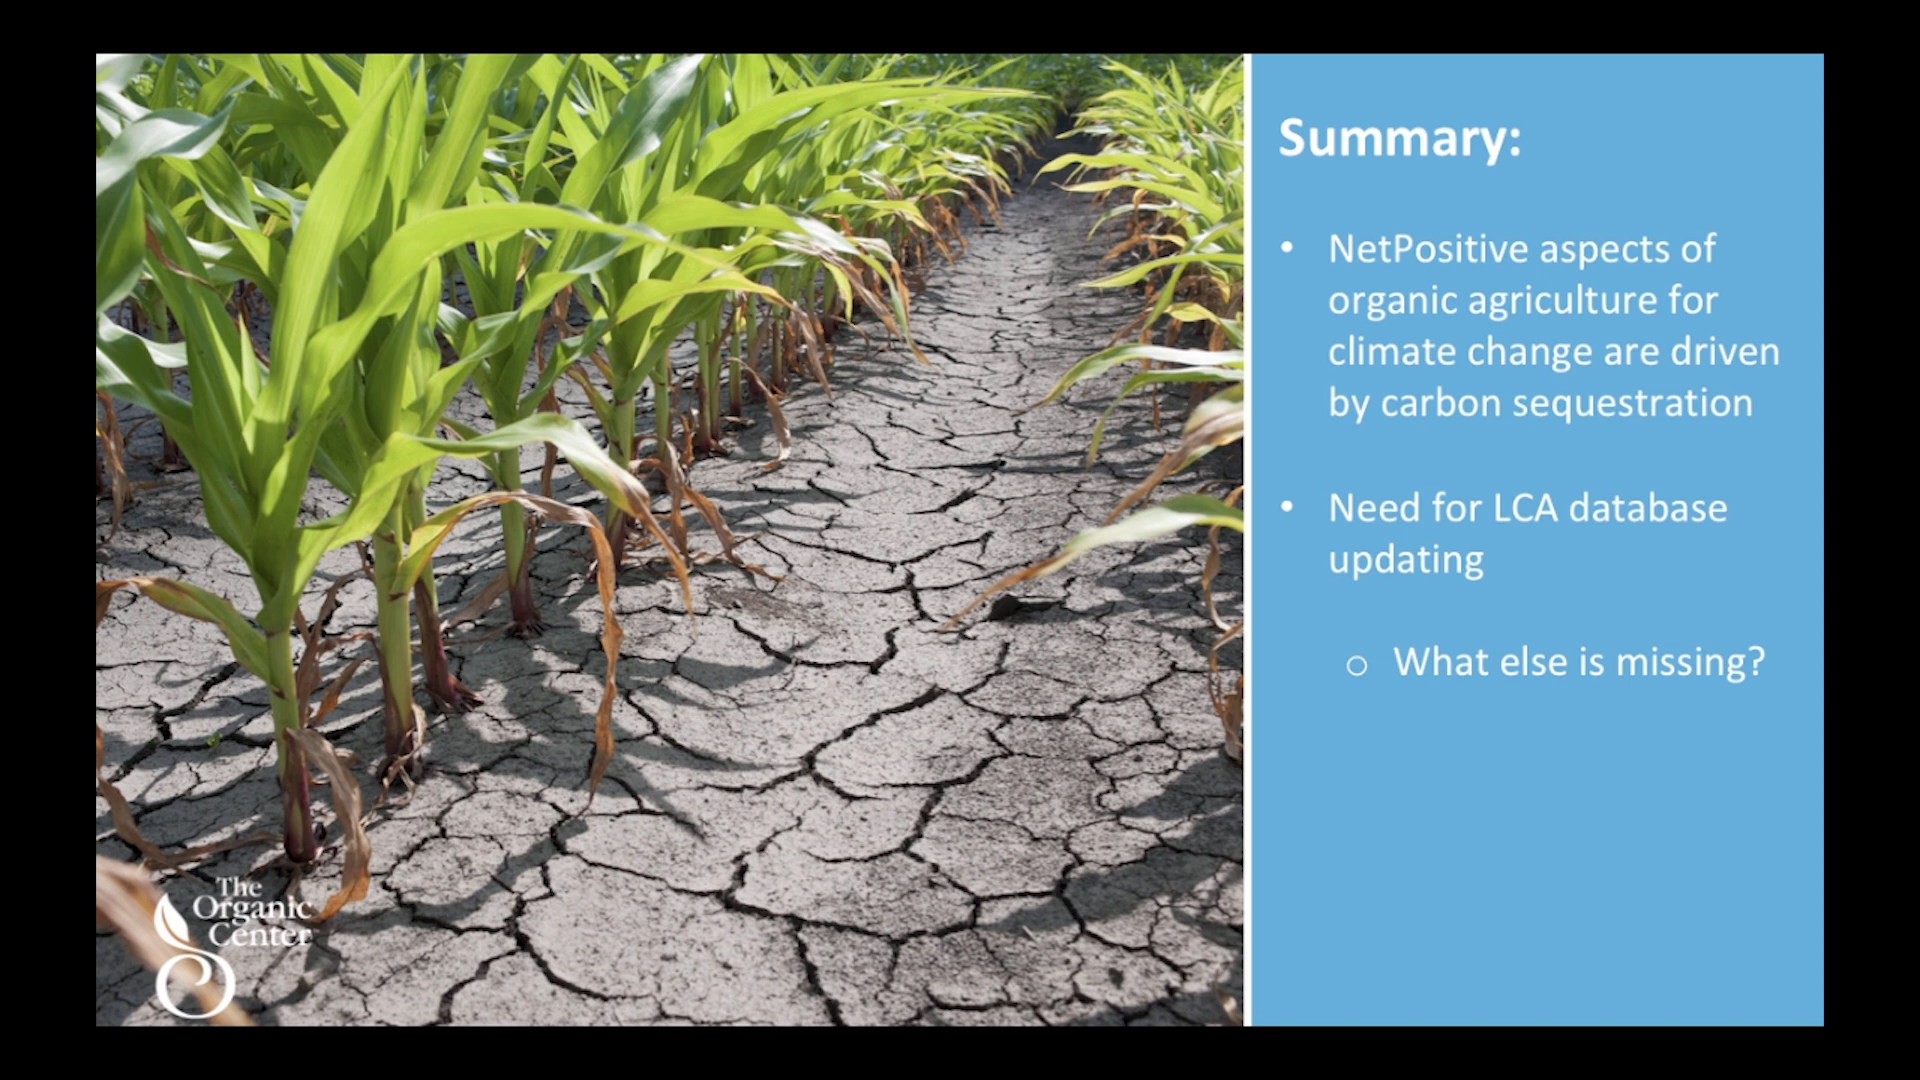 Summary:
• NetPositive aspects of
organic agriculture for
climate change are driven
by carbon sequestration
• Need for LCA database
updating
o What else is missing?
The
Organic
Center